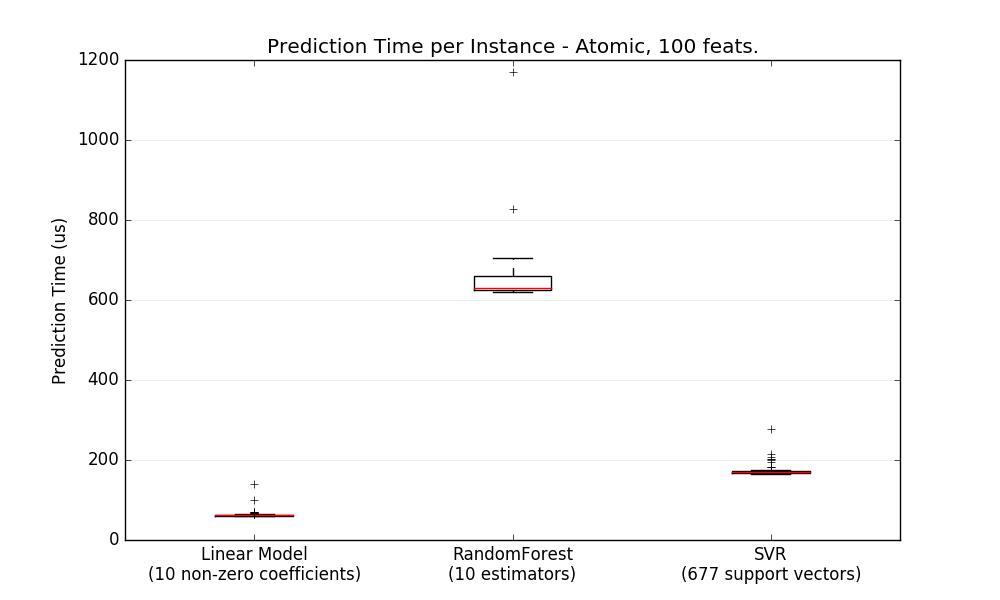 Prediction Time per Instance - Atomic, 100 feats.
1200
1000
800
600
400
200
0
Prediction Time (us)
Linear Model
(10 non-zero coefficients)
RandomForest
(10 estimators)
SVR
(677 support vectors)